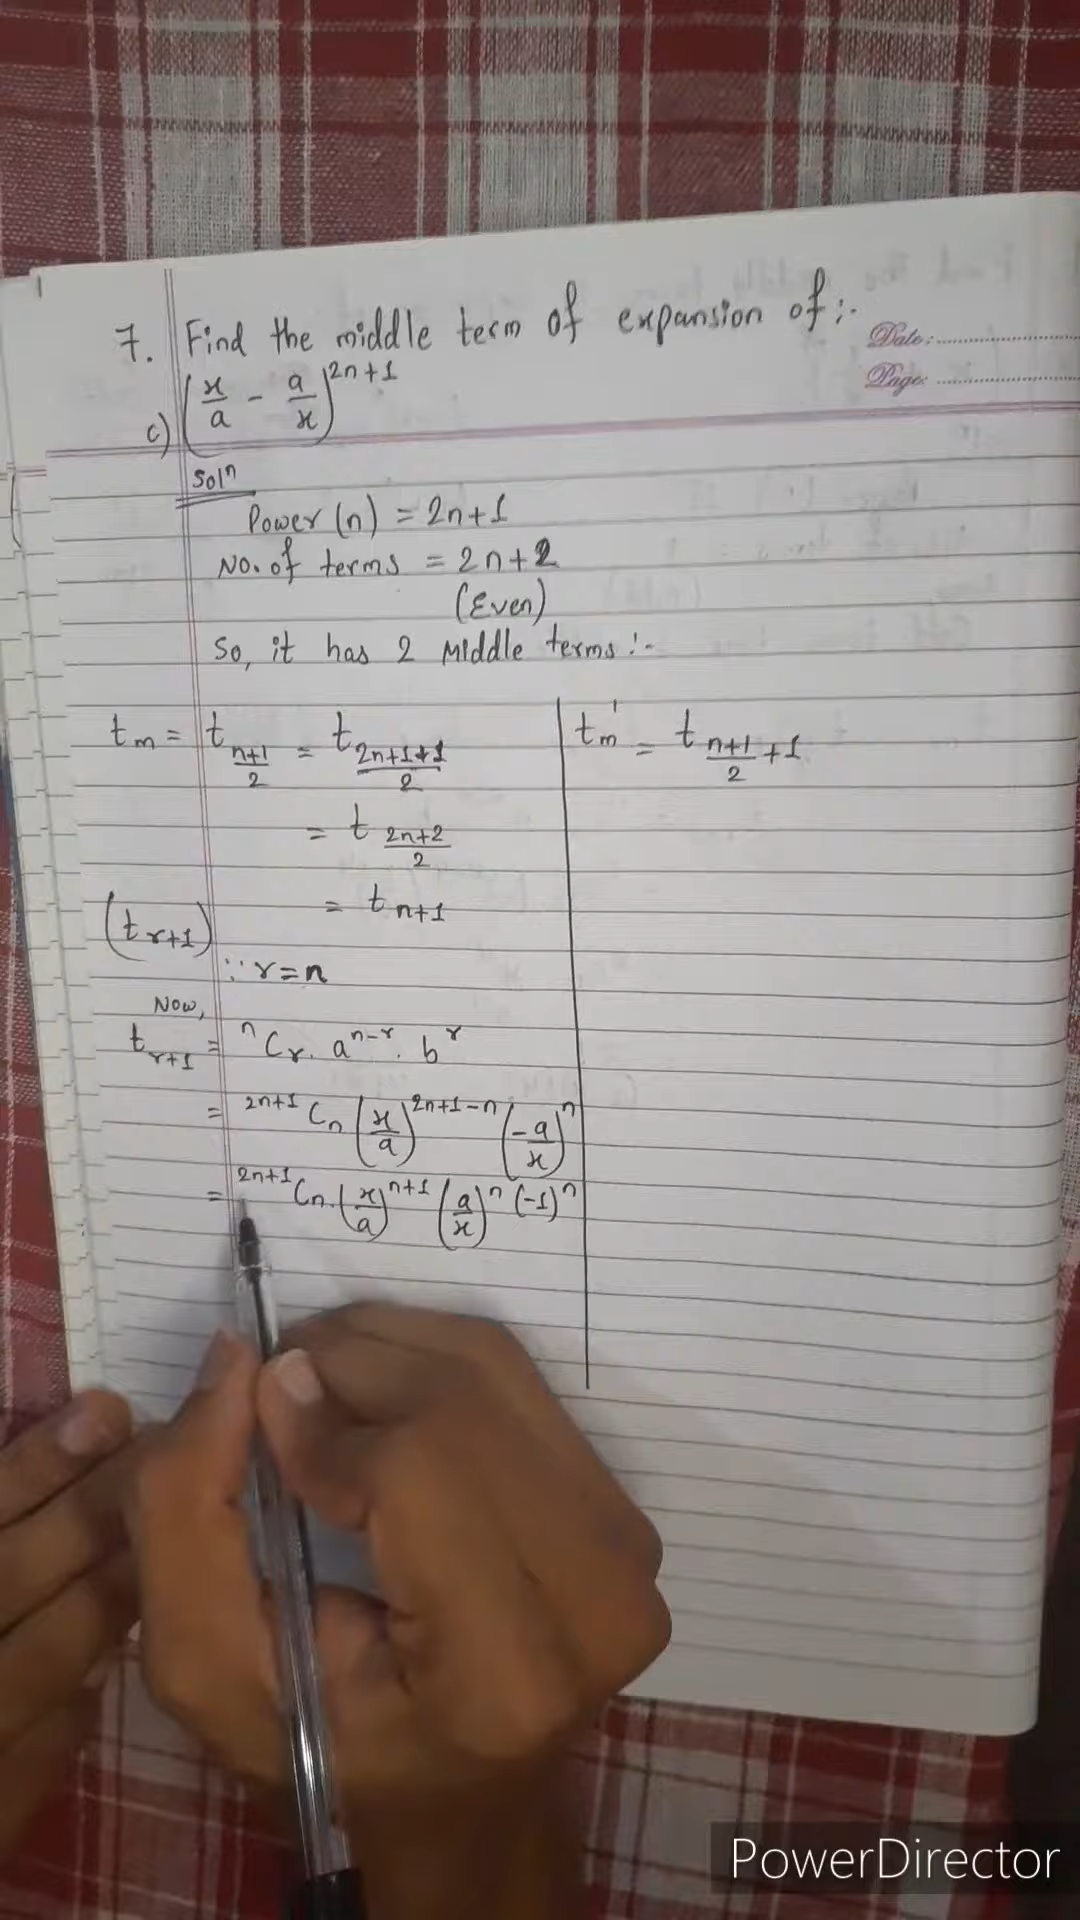 7. Find the middle term of expansion of :-
Date:
Page:
c) (x/a - a/x)^2n+1
Solⁿ
Power (n) = 2n+1
No. of terms = 2n+2
(Even)
So, it has 2 Middle terms :-
tm = t n+1/2 = t 2n+1+1/2
= t 2n+2/2
= t n+1
(t r+1)
∵ r=n
Now,
t r+1 = ⁿCr. a^n-r. b^r
= ²ⁿ⁺¹Cn (x/a)^2n+1-n (-a/x)^n
= ²ⁿ⁺¹Cn. (x/a)^n+1 (a/x)^n (-1)^n
tm' = t n+1/2 +1
PowerDirector